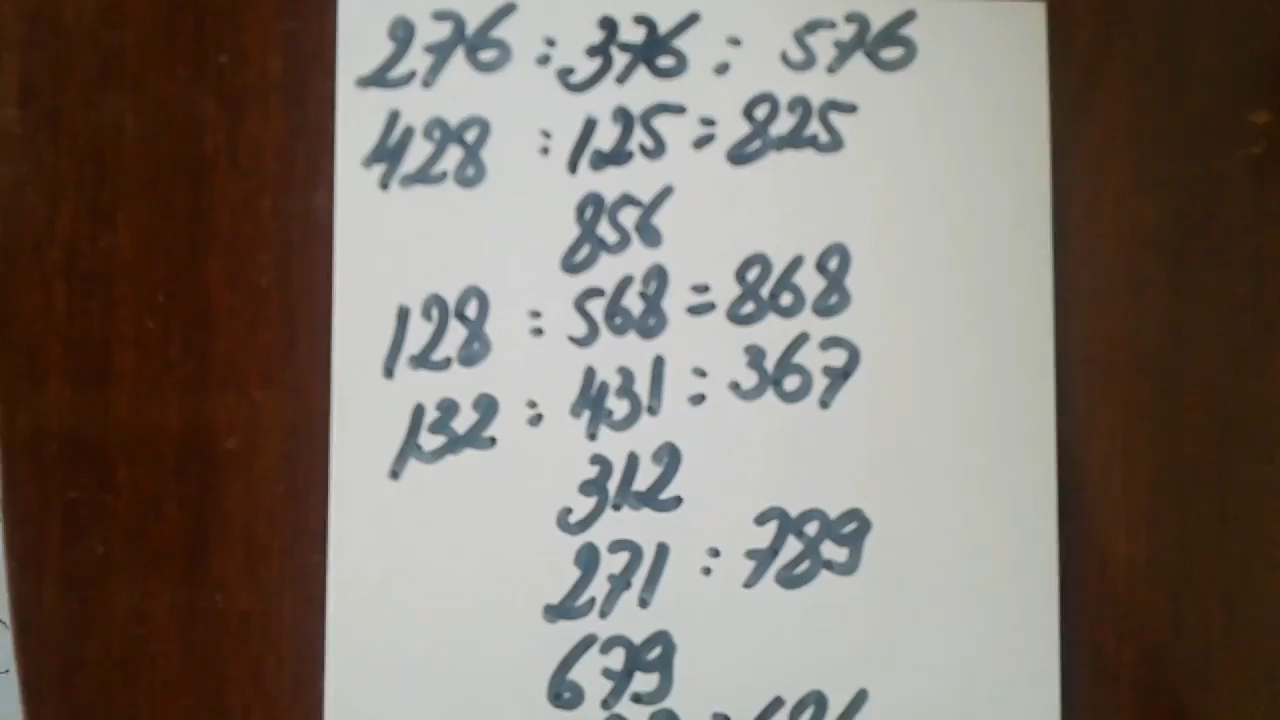 276 : 376 : 576
428 : 125 = 825
856
128 : 568 = 868
132 : 431 : 367
312
271 : 789
679